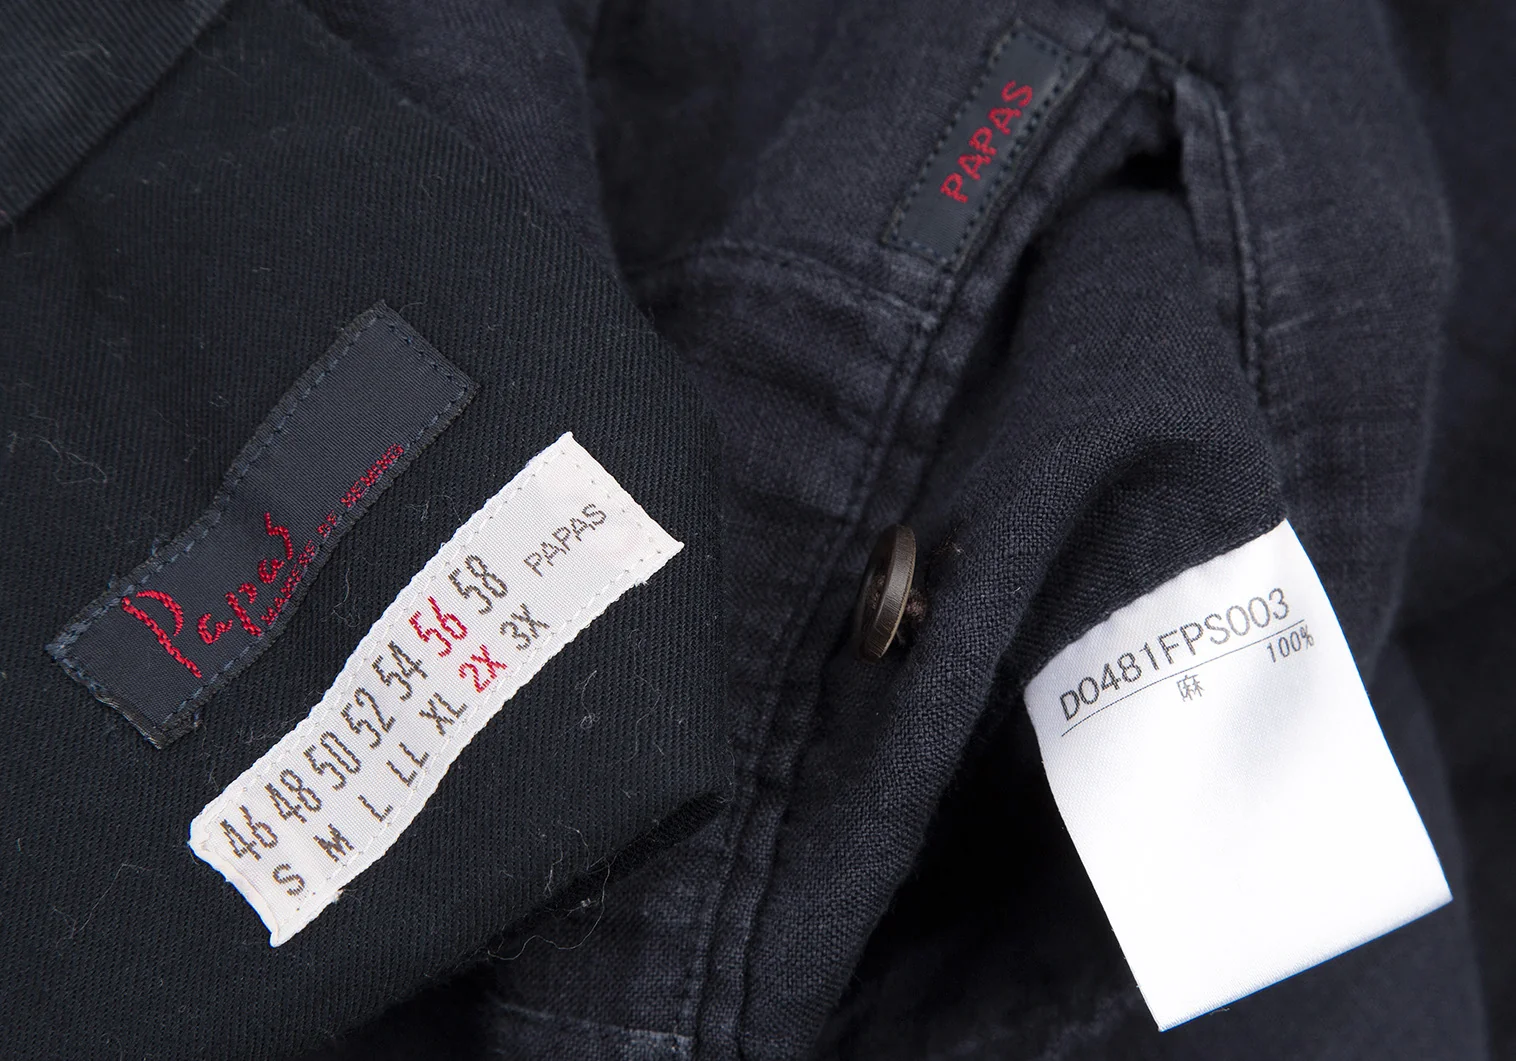 PAPAS
Papas
PAPAS
46 48 50 52 54 56 58
S M L LL XL 2X 3X
D0481FPS003
麻 100%